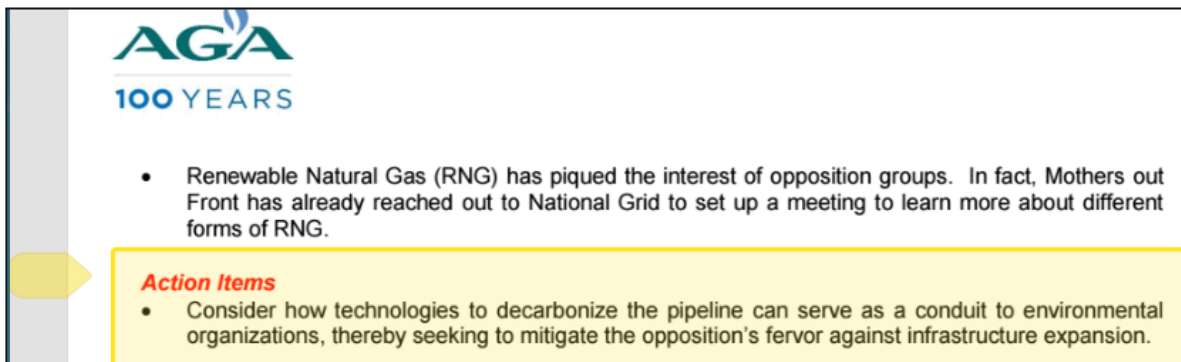 AGA
100 YEARS
• Renewable Natural Gas (RNG) has piqued the interest of opposition groups. In fact, Mothers out
Front has already reached out to National Grid to set up a meeting to learn more about different
forms of RNG.
Action Items
• Consider how technologies to decarbonize the pipeline can serve as a conduit to environmental
organizations, thereby seeking to mitigate the opposition's fervor against infrastructure expansion.